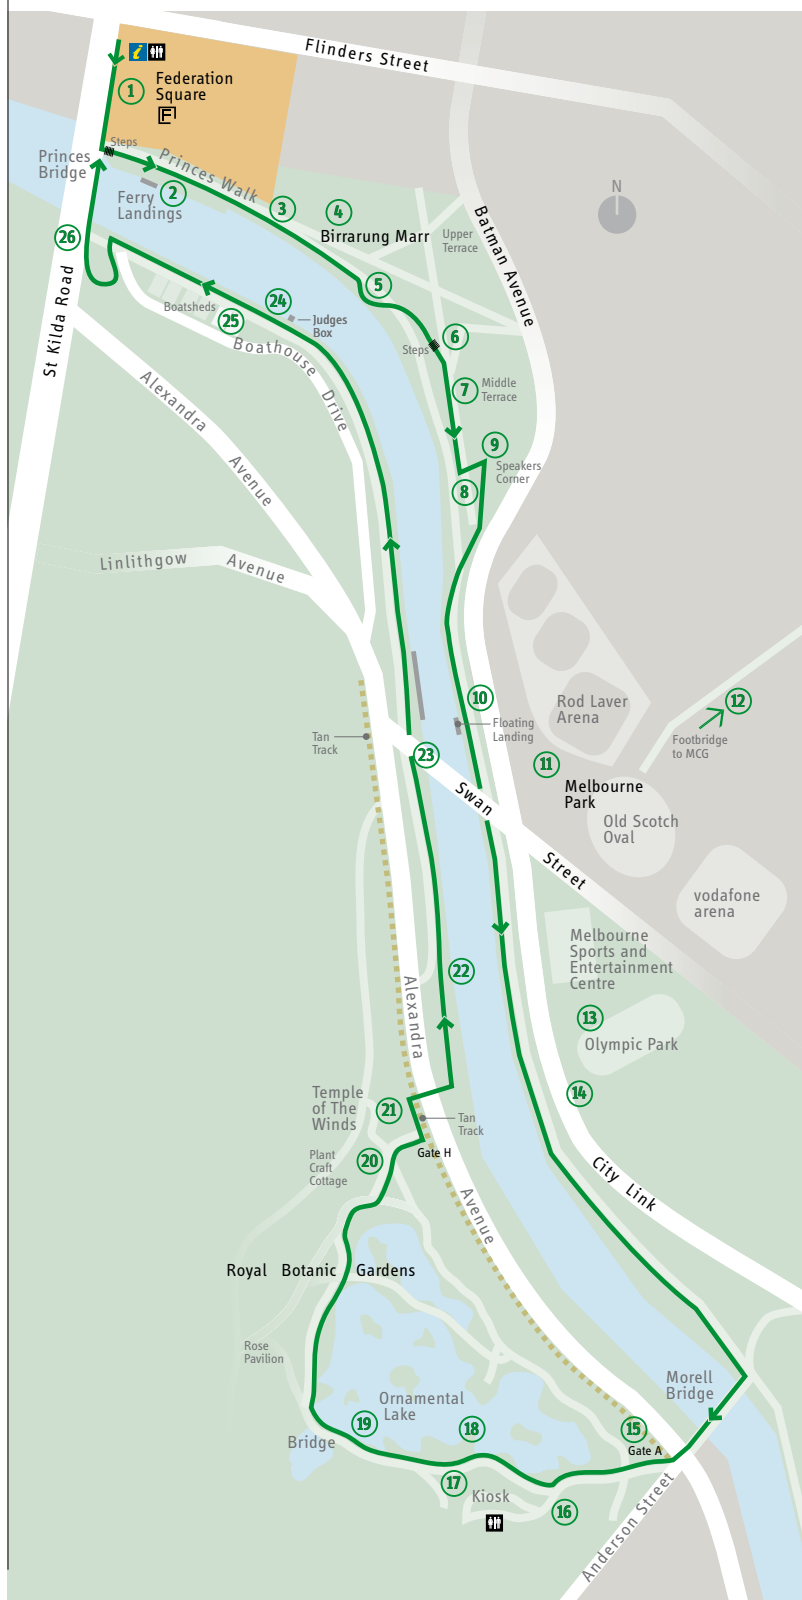 Flinders Street
i
1
Federation
Square
F
Steps
Princes
Bridge
Princes Walk
2
Ferry
Landings
3
4
Birrarung Marr
N
Upper
Terrace
Batman Avenue
26
St Kilda Road
5
24
Boatsheds
25
Judges
Box
6
Steps
Boathouse Drive
7
Middle
Terrace
Alexandra Avenue
9
Speakers
Corner
8
Linlithgow Avenue
10
Rod Laver
Arena
12
Floating
Landing
Footbridge
to MCG
Tan
Track
23
11
Melbourne
Park
Swan Street
Old Scotch
Oval
vodafone
arena
Melbourne
Sports and
Entertainment
Centre
22
13
Olympic Park
Alexandra Avenue
14
Temple
of The
Winds
21
Tan
Track
Plant
Craft
Cottage
20
Gate H
City Link
Royal Botanic Gardens
Rose
Pavilion
Morell
Bridge
Ornamental
Lake
19
18
15
Gate A
Bridge
17
Kiosk
16
Anderson Street